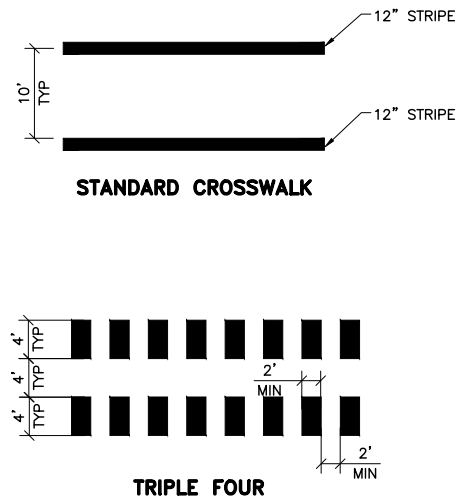 12" STRIPE
10'
TYP
12" STRIPE
STANDARD CROSSWALK
4'
TYP
4'
TYP
4'
TYP
2'
MIN
2'
MIN
TRIPLE FOUR